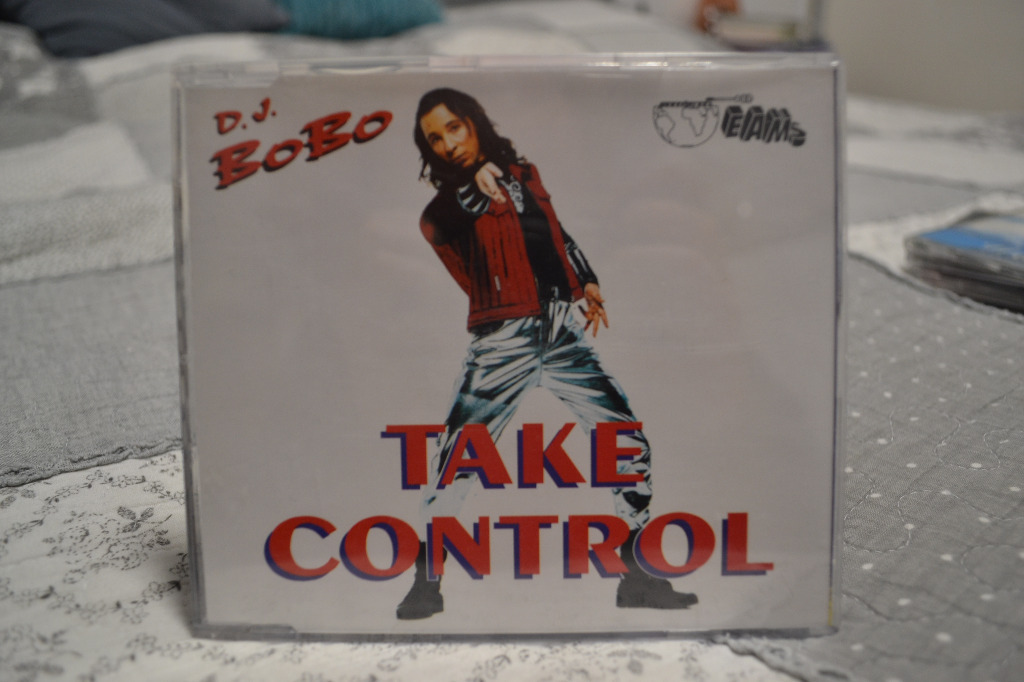 D.J.
BoBo
EAMS
TAKE
CONTROL